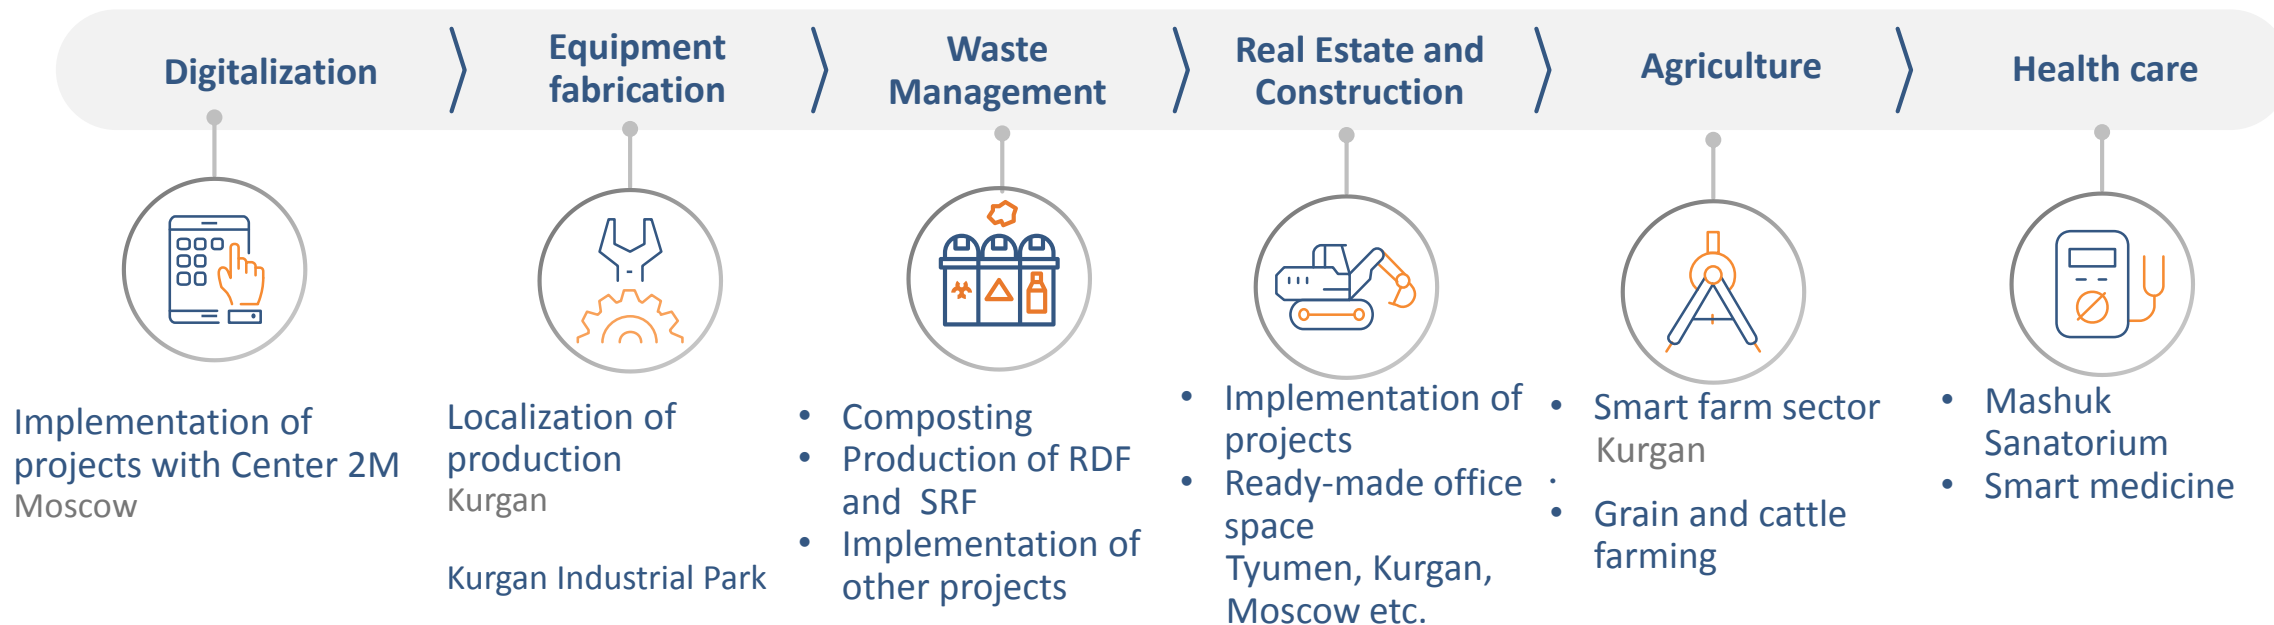 Digitalization
Equipment
fabrication
Waste
Management
Real Estate and
Construction
Agriculture
Health care
Implementation of
projects with Center 2M
Moscow
Localization of
production
Kurgan
Kurgan Industrial Park
• Composting
• Production of RDF
and SRF
• Implementation of
other projects
• Implementation of
projects
• Ready-made office
space
Tyumen, Kurgan,
Moscow etc.
• Smart farm sector
Kurgan
•
• Grain and cattle
farming
• Mashuk
Sanatorium
• Smart medicine